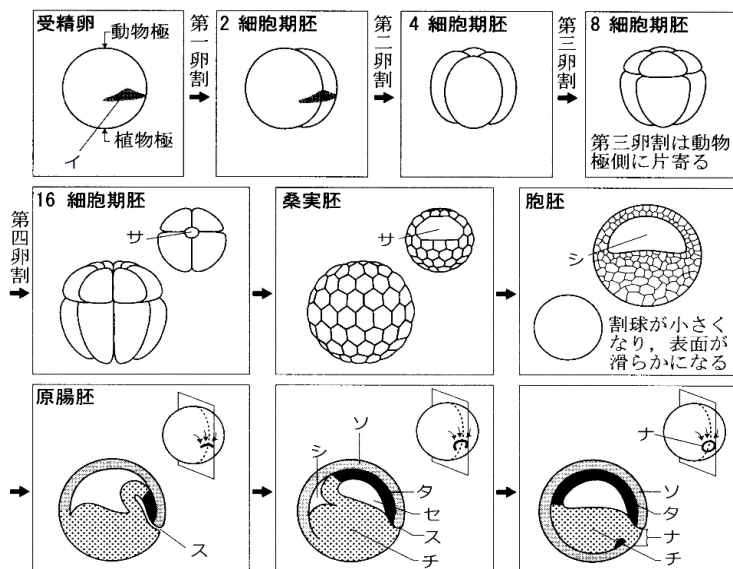 受精卵
動物極
植物極
イ
第一卵割
2 細胞期胚
第二卵割
4 細胞期胚
第三卵割
8 細胞期胚
第三卵割は動物
極側に片寄る
第四卵割
16 細胞期胚
サ
桑実胚
サ
胞胚
シ
割球が小さく
なり，表面が
滑らかになる
原腸胚
ス
ソ
シ
タ
セ
ス
チ
ナ
ソ
タ
ナ
チ